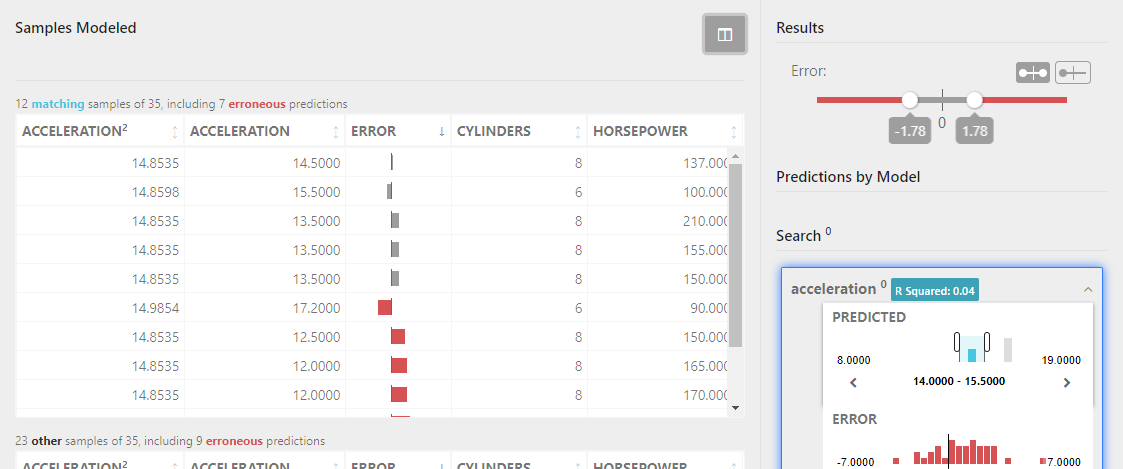 Samples Modeled
12 matching samples of 35, including 7 erroneous predictions
ACCELERATION² ACCELERATION ERROR CYLINDERS HORSEPOWER
14.8535 14.5000 8 137.000
14.8598 15.5000 6 100.000
14.8535 13.5000 8 210.000
14.8535 13.5000 8 155.000
14.8535 13.5000 8 150.000
14.9854 17.2000 6 90.000
14.8535 12.5000 8 150.000
14.8535 12.0000 8 165.000
14.8535 12.0000 8 170.000
23 other samples of 35, including 9 erroneous predictions
ACCELERATION² ACCELERATION ERROR CYLINDERS HORSEPOWER
Results
Error:
-1.78 0 1.78
Predictions by Model
Search 0
acceleration 0 R Squared: 0.04
PREDICTED
8.0000 19.0000
14.0000 - 15.5000
ERROR
-7.0000 7.0000